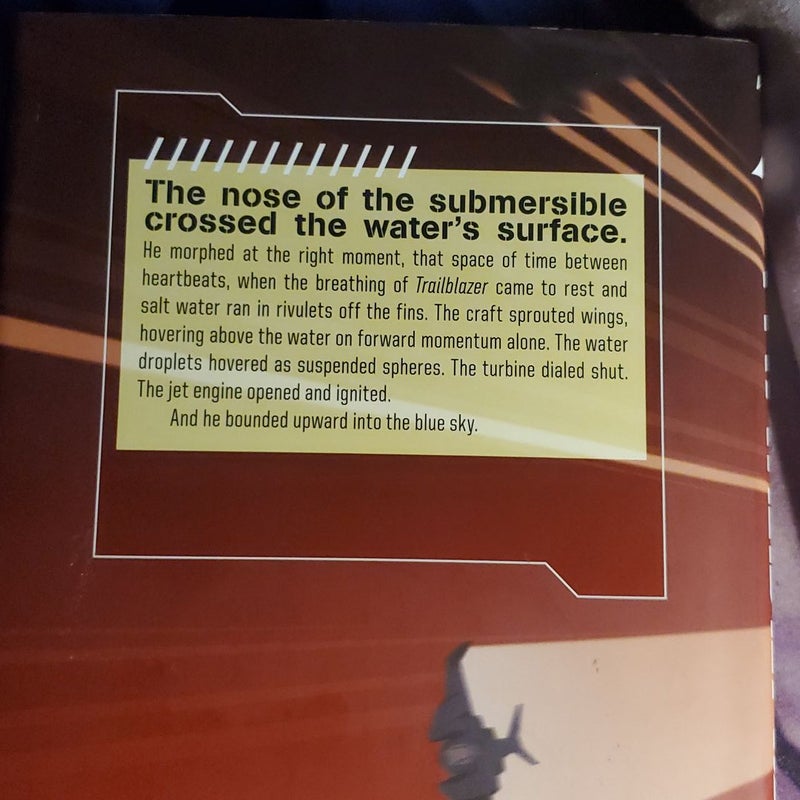 The nose of the submersible
crossed the water's surface.
He morphed at the right moment, that space of time between
heartbeats, when the breathing of Trailblazer came to rest and
salt water ran in rivulets off the fins. The craft sprouted wings,
hovering above the water on forward momentum alone. The water
droplets hovered as suspended spheres. The turbine dialed shut.
The jet engine opened and ignited.
And he bounded upward into the blue sky.